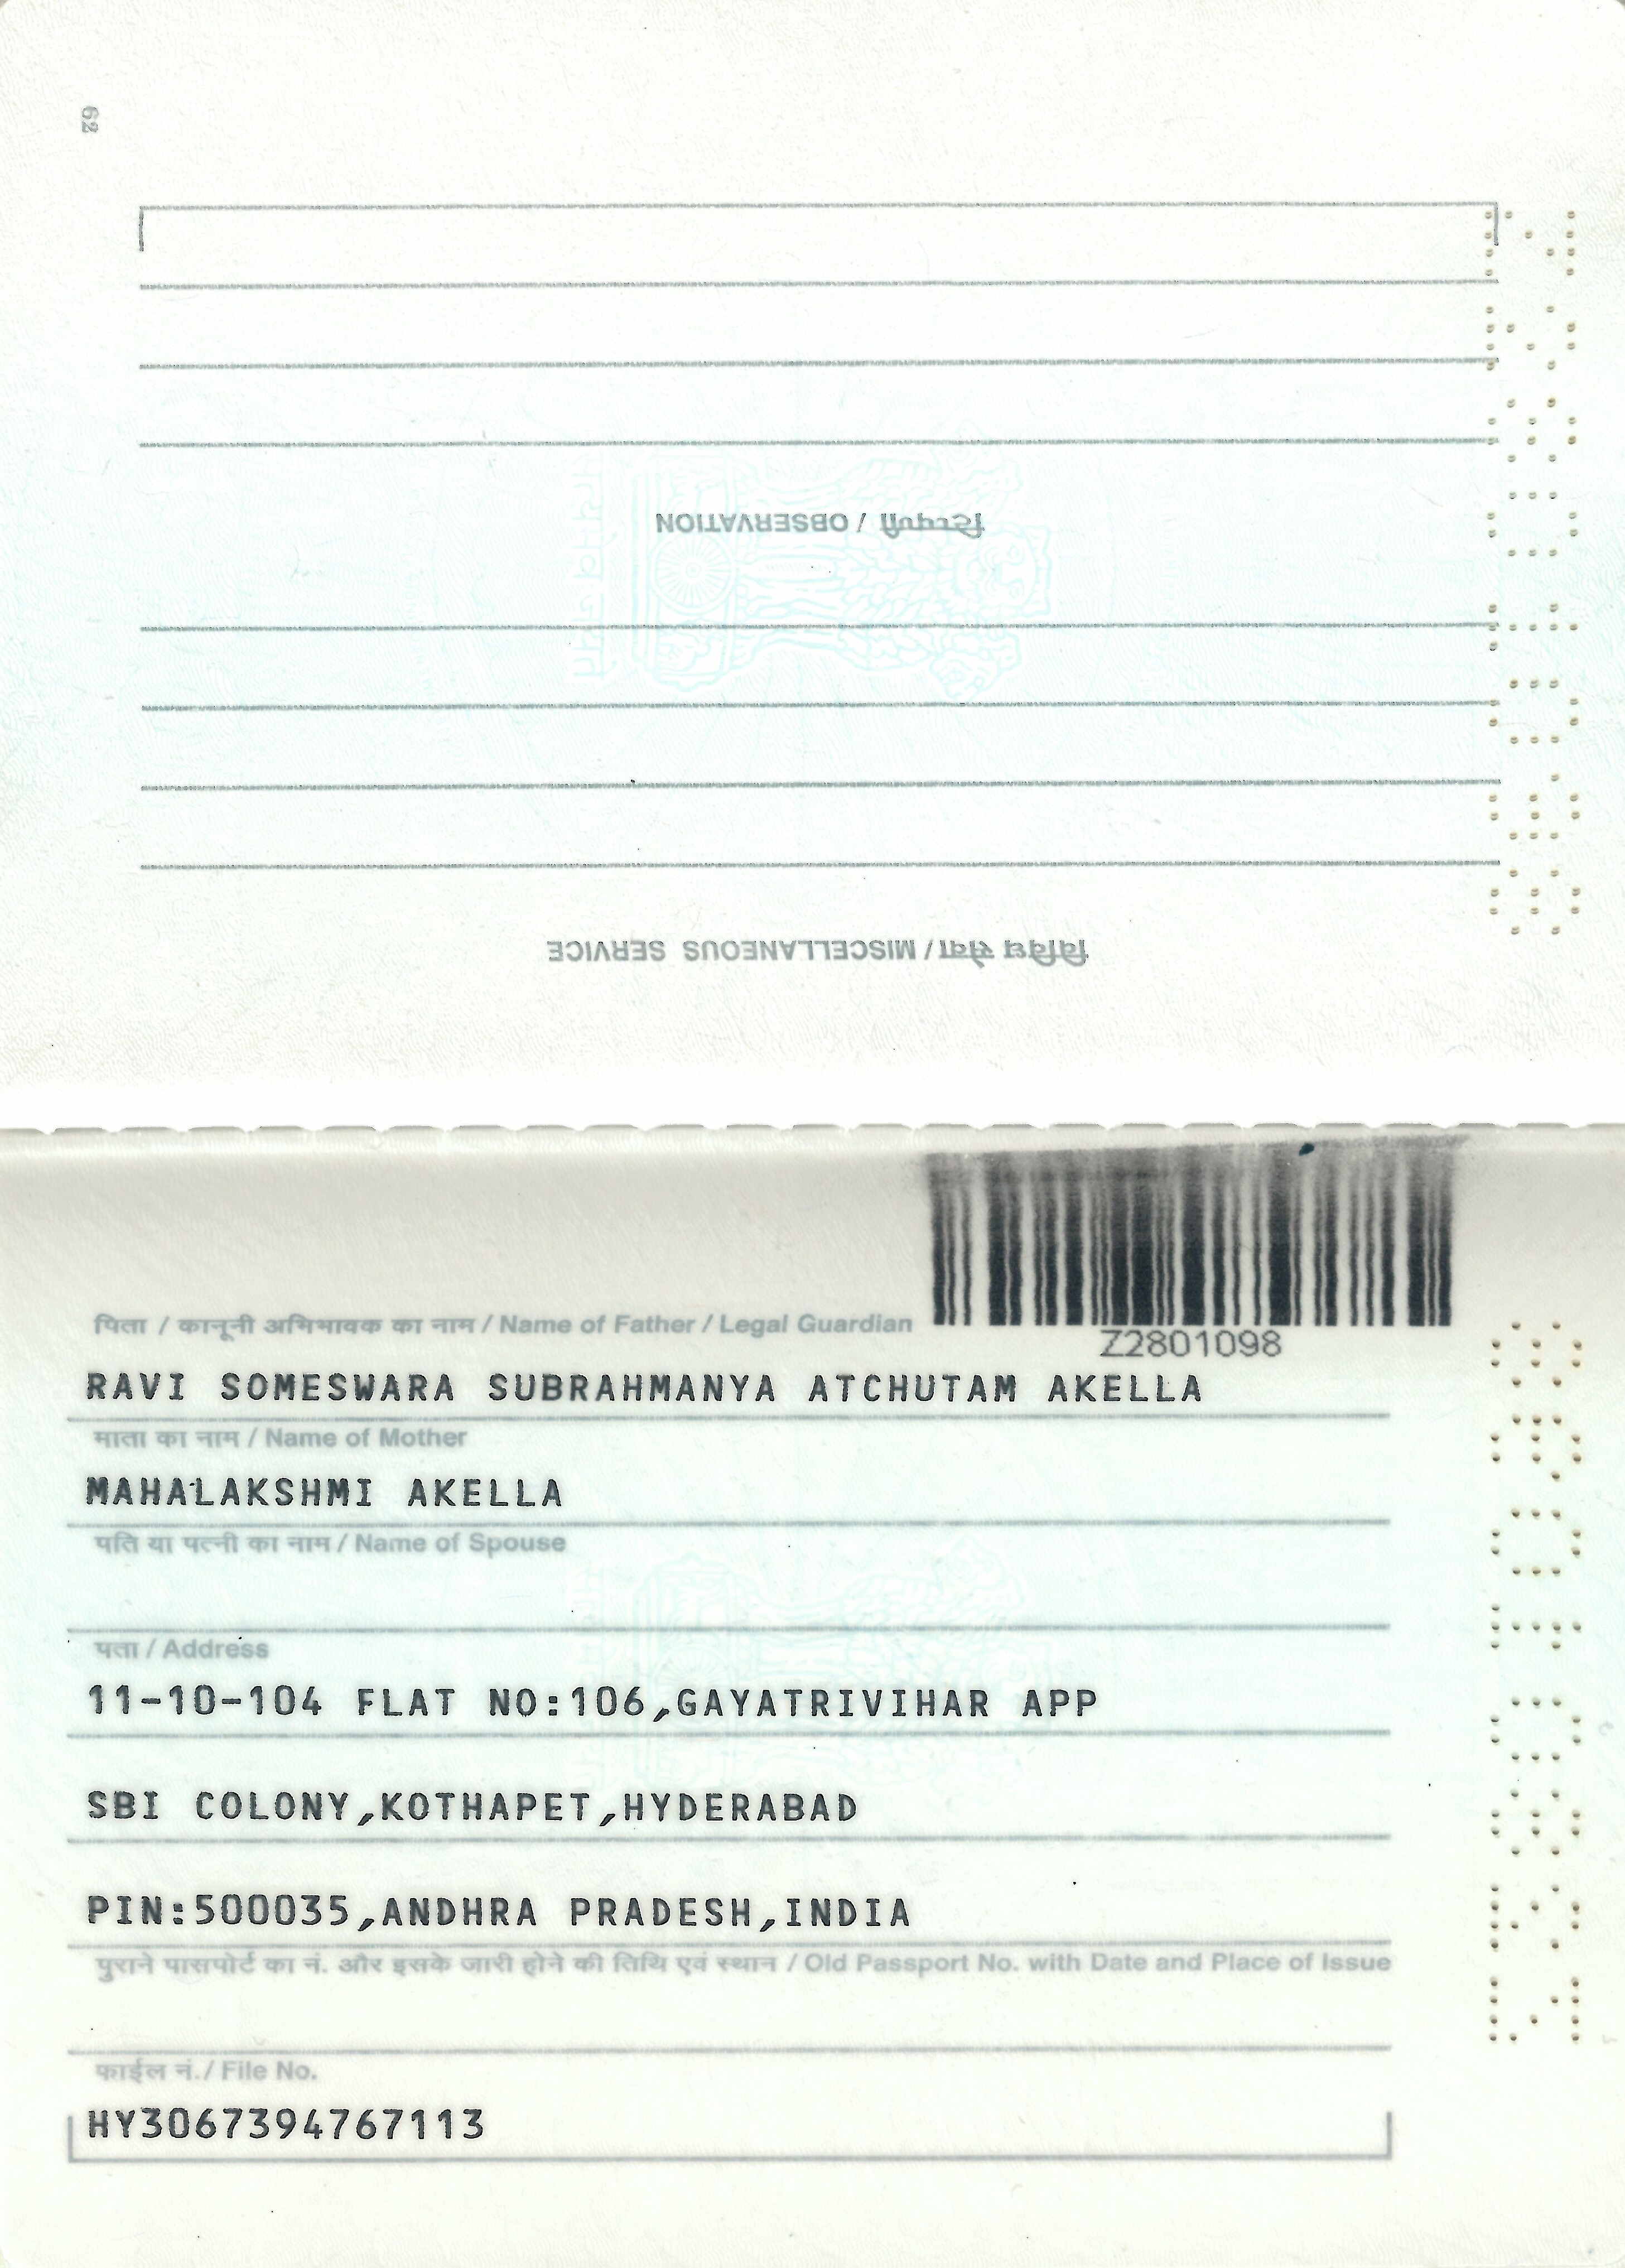 62
टिप्पणी / OBSERVATION
विविध सेवा / MISCELLANEOUS SERVICE
Z2801098
पिता / कानूनी अभिभावक का नाम / Name of Father / Legal Guardian
Z2801098
RAVI SOMESWARA SUBRAHMANYA ATCHUTAM AKELLA
माता का नाम / Name of Mother
MAHALAKSHMI AKELLA
पति या पत्नी का नाम / Name of Spouse
पता / Address
11-10-104 FLAT NO:106,GAYATRIVIHAR APP
SBI COLONY,KOTHAPET,HYDERABAD
PIN:500035,ANDHRA PRADESH,INDIA
पुराने पासपोर्ट का नं. और इसके जारी होने की तिथि एवं स्थान / Old Passport No. with Date and Place of Issue
फाईल नं./ File No.
HY3067394767113
Z2801098